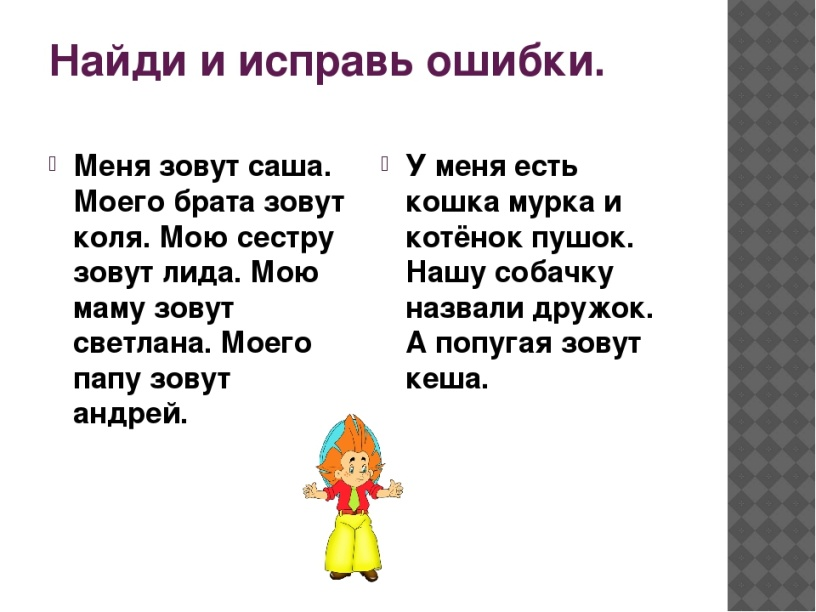 Найди и исправь ошибки.
Меня зовут саша.
Моего брата зовут
коля. Мою сестру
зовут лида. Мою
маму зовут
светлана. Моего
папу зовут
андрей.
У меня есть
кошка мурка и
котёнок пушок.
Нашу собачку
назвали дружок.
А попугая зовут
кеша.